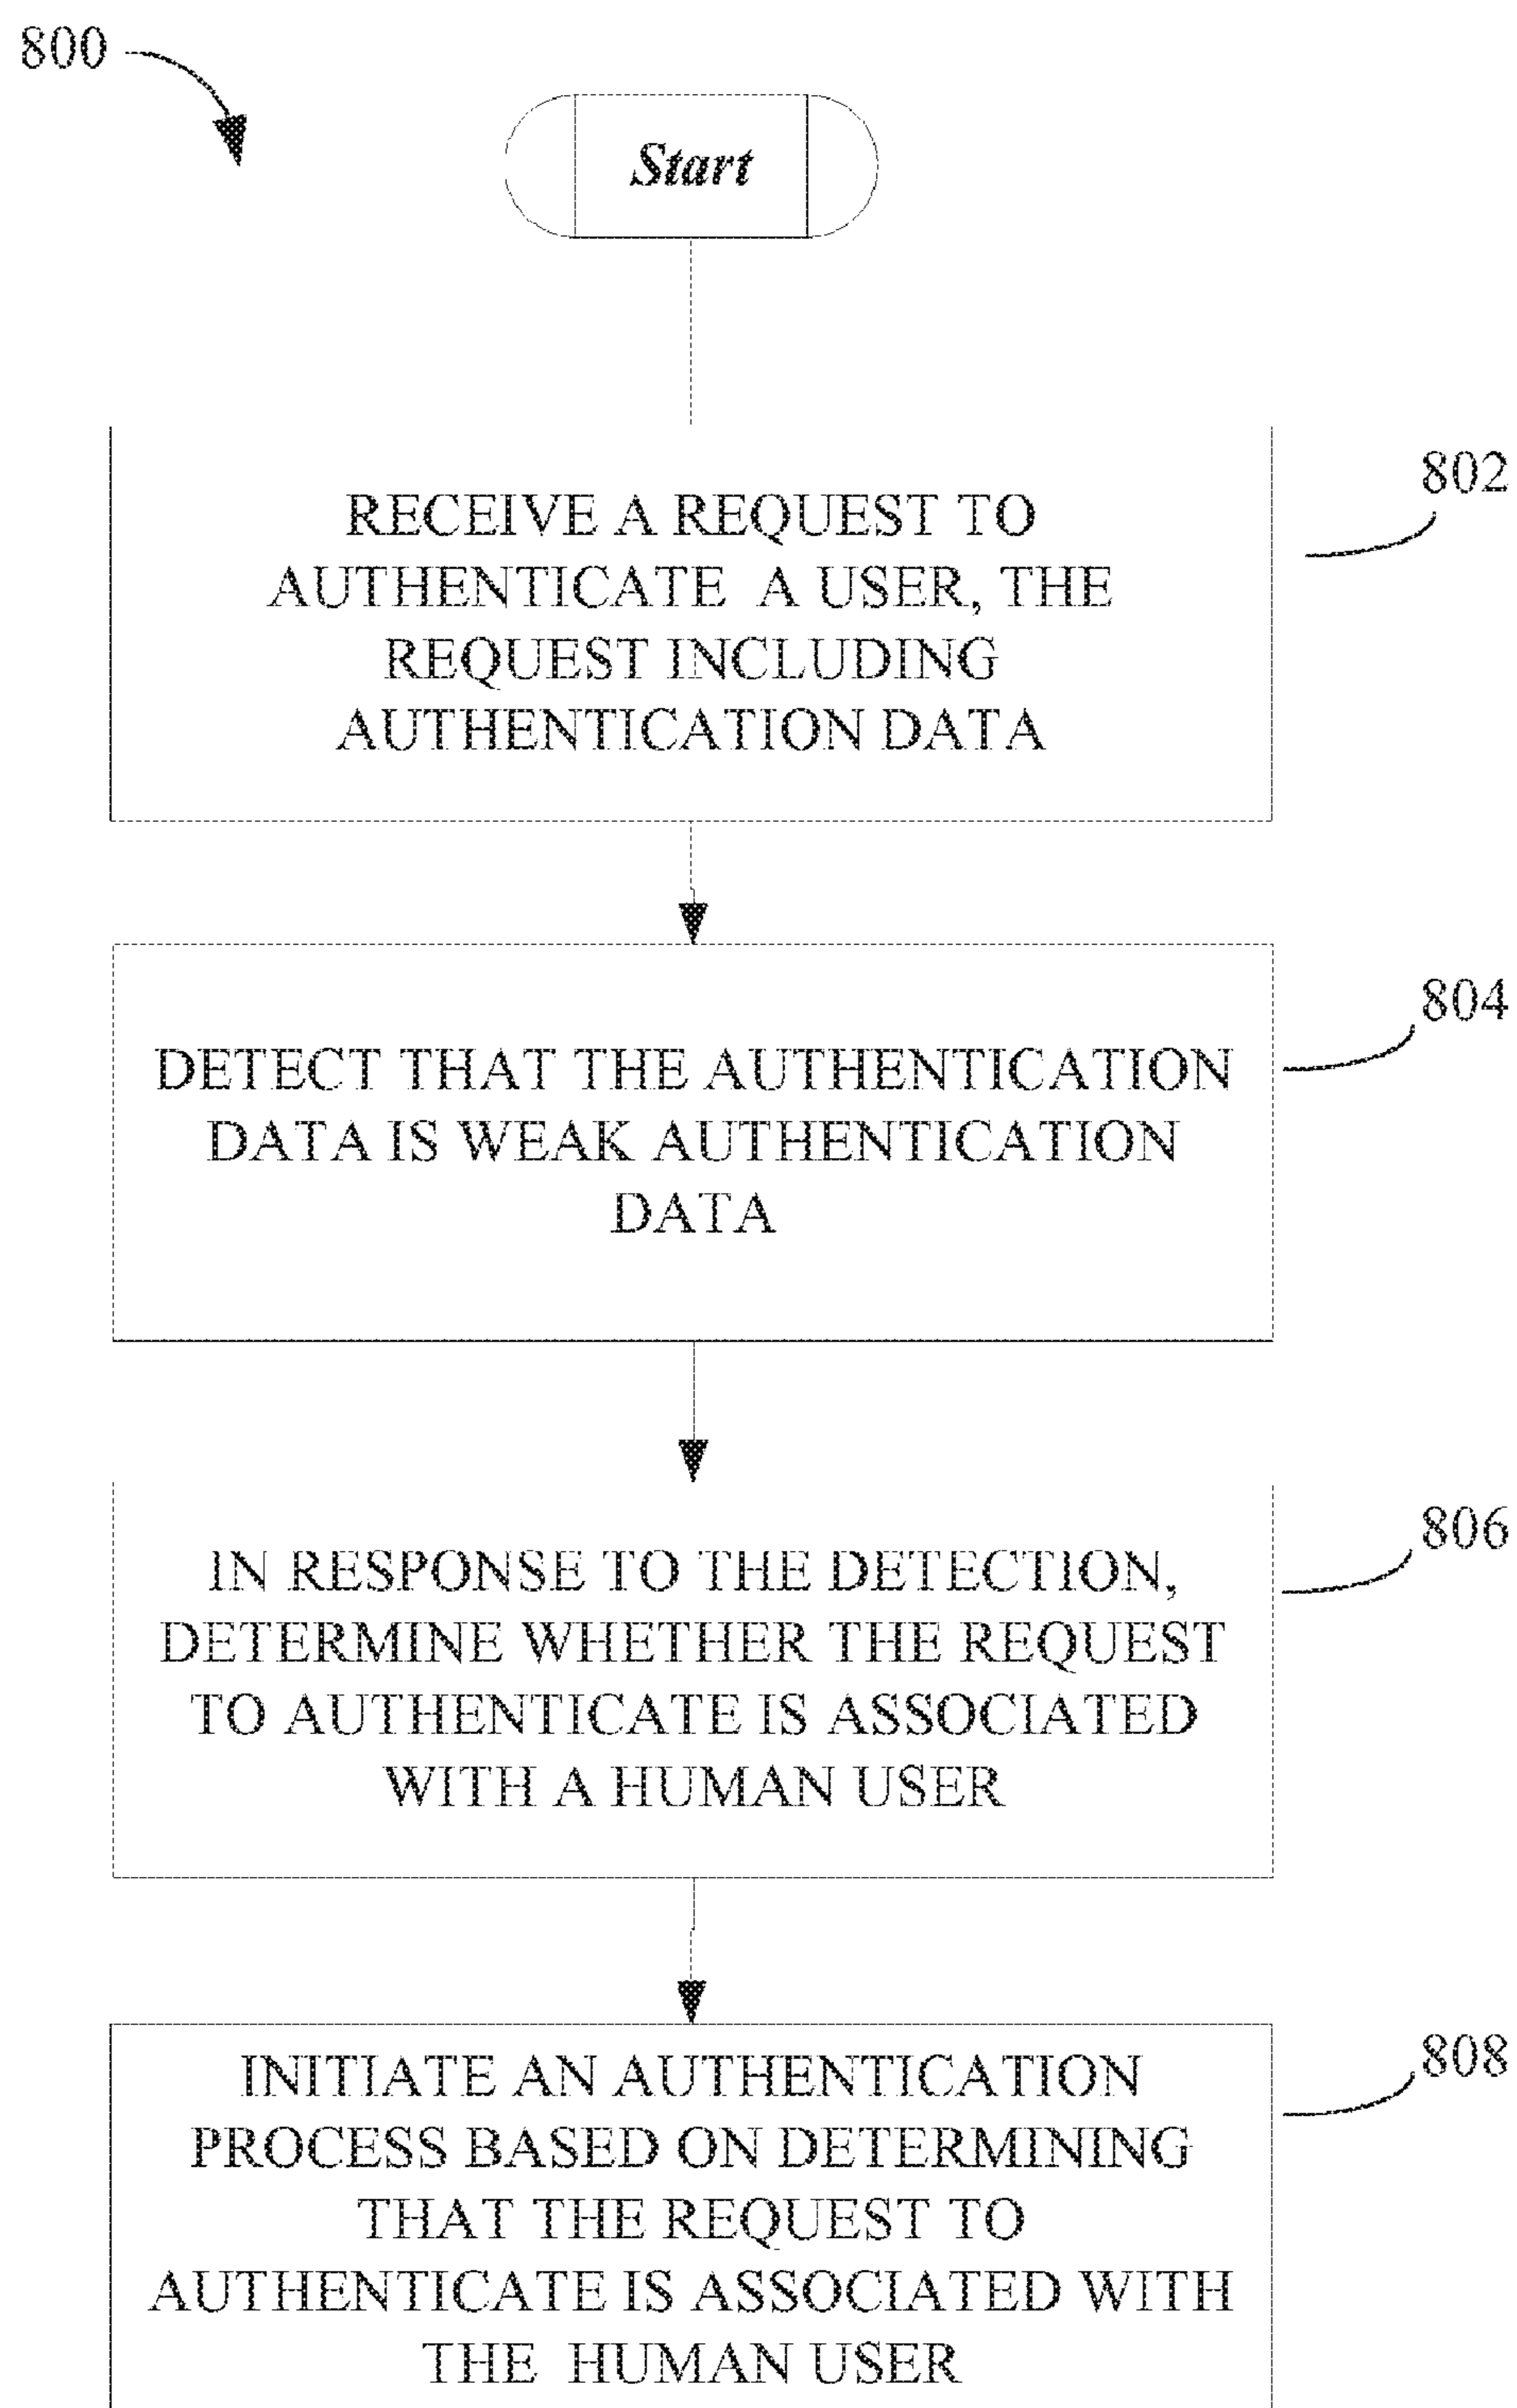 800
Start
802
RECEIVE A REQUEST TO
AUTHENTICATE A USER, THE
REQUEST INCLUDING
AUTHENTICATION DATA
804
DETECT THAT THE AUTHENTICATION
DATA IS WEAK AUTHENTICATION
DATA
806
IN RESPONSE TO THE DETECTION,
DETERMINE WHETHER THE REQUEST
TO AUTHENTICATE IS ASSOCIATED
WITH A HUMAN USER
808
INITIATE AN AUTHENTICATION
PROCESS BASED ON DETERMINING
THAT THE REQUEST TO
AUTHENTICATE IS ASSOCIATED WITH
THE HUMAN USER